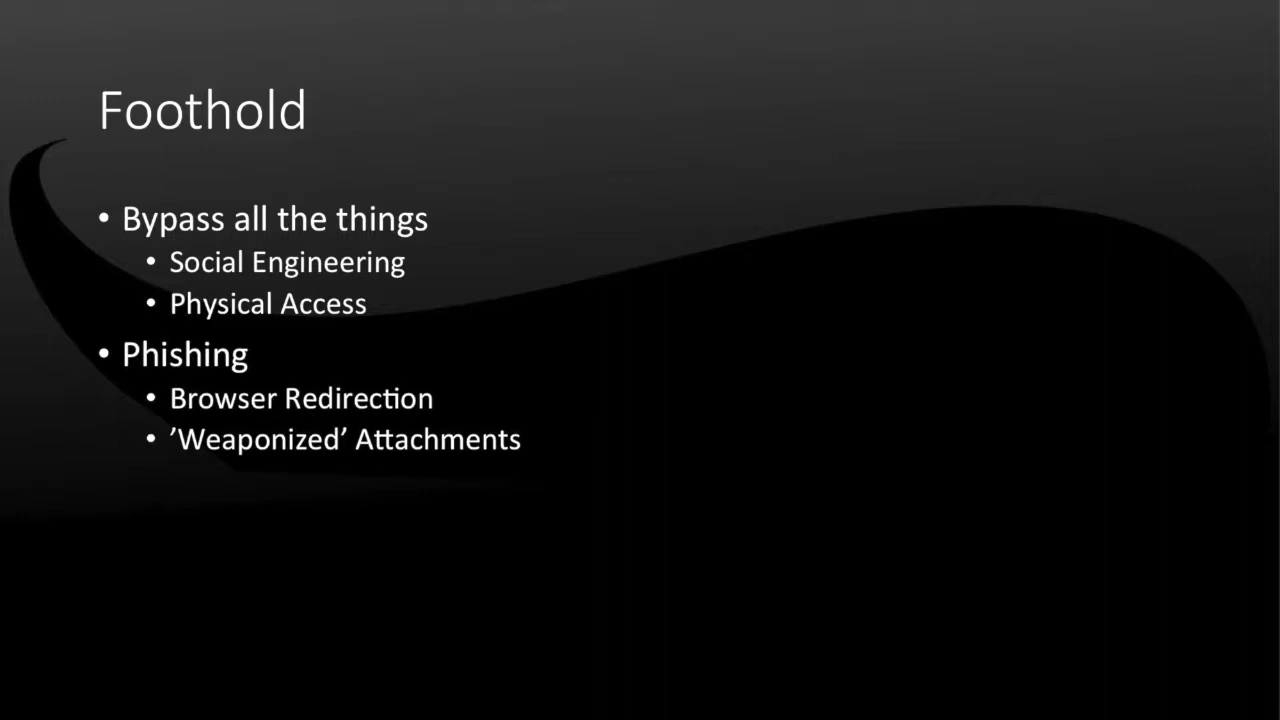 Foothold
• Bypass all the things
• Social Engineering
• Physical Access
• Phishing
• Browser Redirection
• ’Weaponized’ Attachments